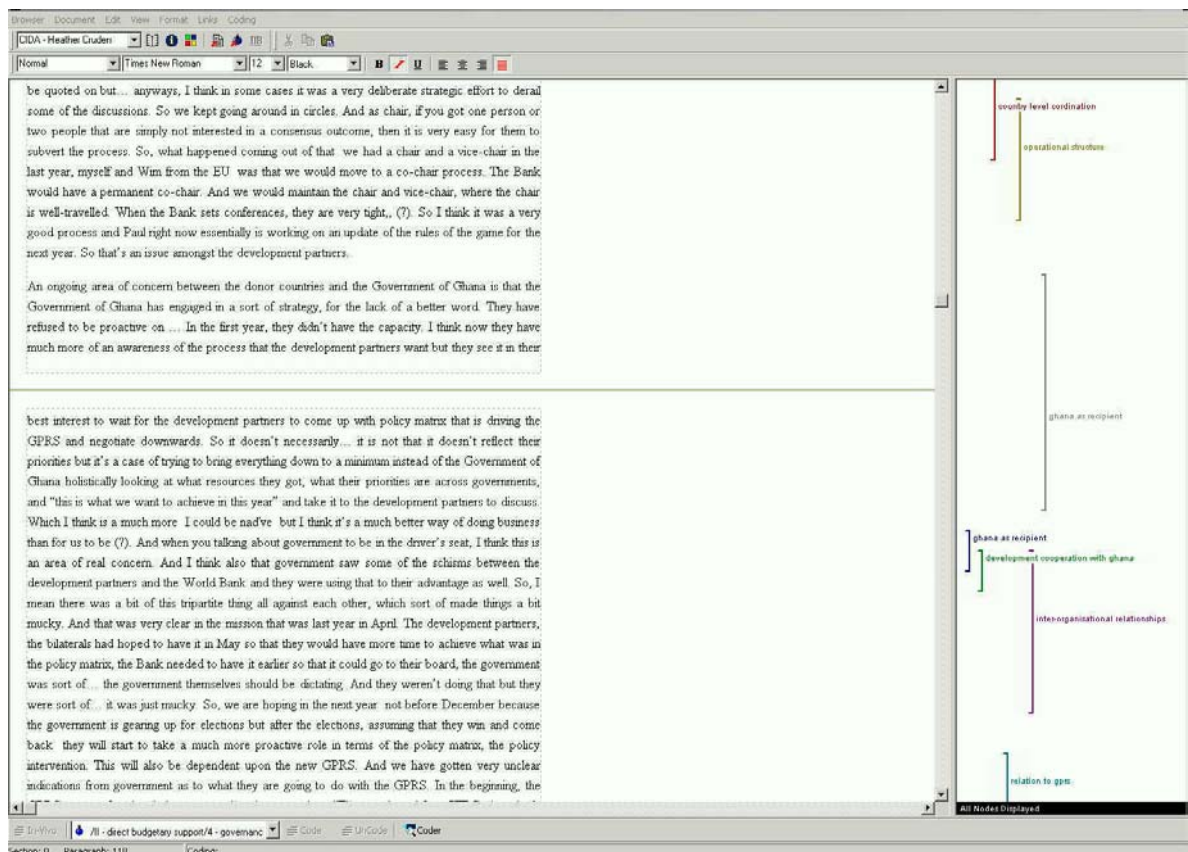 Browser Document Edit View Format Links Coding
CIDA - Heather Cruden
Normal Times New Roman 12 Black B U
be quoted on but... anyways, I think in some cases it was a very deliberate strategic effort to derail
some of the discussions. So we kept going around in circles. And as chair, if you got one person or
two people that are simply not interested in a consensus outcome, then it is very easy for them to
subvert the process. So, what happened coming out of that we had a chair and a vice-chair in the
last year, myself and Wim from the EU was that we would move to a co-chair process. The Bank
would have a permanent co-chair. And we would maintain the chair and vice-chair, where the chair
is well-travelled. When the Bank sets conferences, they are very tight,, (?). So I think it was a very
good process and Paul right now essentially is working on an update of the rules of the game for the
next year. So that's an issue amongst the development partners.
An ongoing area of concern between the donor countries and the Government of Ghana is that the
Government of Ghana has engaged in a sort of strategy, for the lack of a better word. They have
refused to be proactive on ... In the first year, they didn't have the capacity. I think now they have
much more of an awareness of the process that the development partners want but they see it in their
best interest to wait for the development partners to come up with policy matrix that is driving the
GPRS and negotiate downwards. So it doesn't necessarily... it is not that it doesn't reflect their
priorities but it's a case of trying to bring everything down to a minimum instead of the Government of
Ghana holistically looking at what resources they got, what their priorities are across governments,
and "this is what we want to achieve in this year" and take it to the development partners to discuss.
Which I think is a much more I could be nad've but I think it's a much better way of doing business
than for us to be (?). And when you talking about government to be in the driver's seat, I think this is
an area of real concern. And I think also that government saw some of the schisms between the
development partners and the World Bank and they were using that to their advantage as well. So, I
mean there was a bit of this tripartite thing all against each other, which sort of made things a bit
mucky. And that was very clear in the mission that was last year in April. The development partners,
the bilaterals had hoped to have it in May so that they would have more time to achieve what was in
the policy matrix, the Bank needed to have it earlier so that it could go to their board, the government
was sort of... the government themselves should be dictating. And they weren't doing that but they
were sort of... it was just mucky. So, we are hoping in the next year not before December because
the government is gearing up for elections but after the elections, assuming that they win and come
back they will start to take a much more proactive role in terms of the policy matrix, the policy
intervention. This will also be dependent upon the new GPRS. And we have gotten very unclear
indications from government as to what they are going to do with the GPRS. In the beginning, the
country level cordination
operational structure
ghana as recipient
ghana as recipient
development cooperation with ghana
inter-organisational relationships
relation to gprs
All Nodes Displayed
In-Vivo /II - direct budgetary support/4 - governanc Code UnCode Coder
Section: 0 Paragraph: 110 Coding: